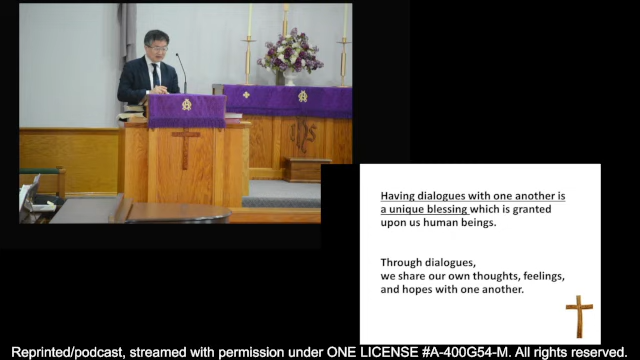 Having dialogues with one another is
a unique blessing which is granted
upon us human beings.
Through dialogues,
we share our own thoughts, feelings,
and hopes with one another.
Reprinted/podcast, streamed with permission under ONE LICENSE #A-400G54-M. All rights reserved.